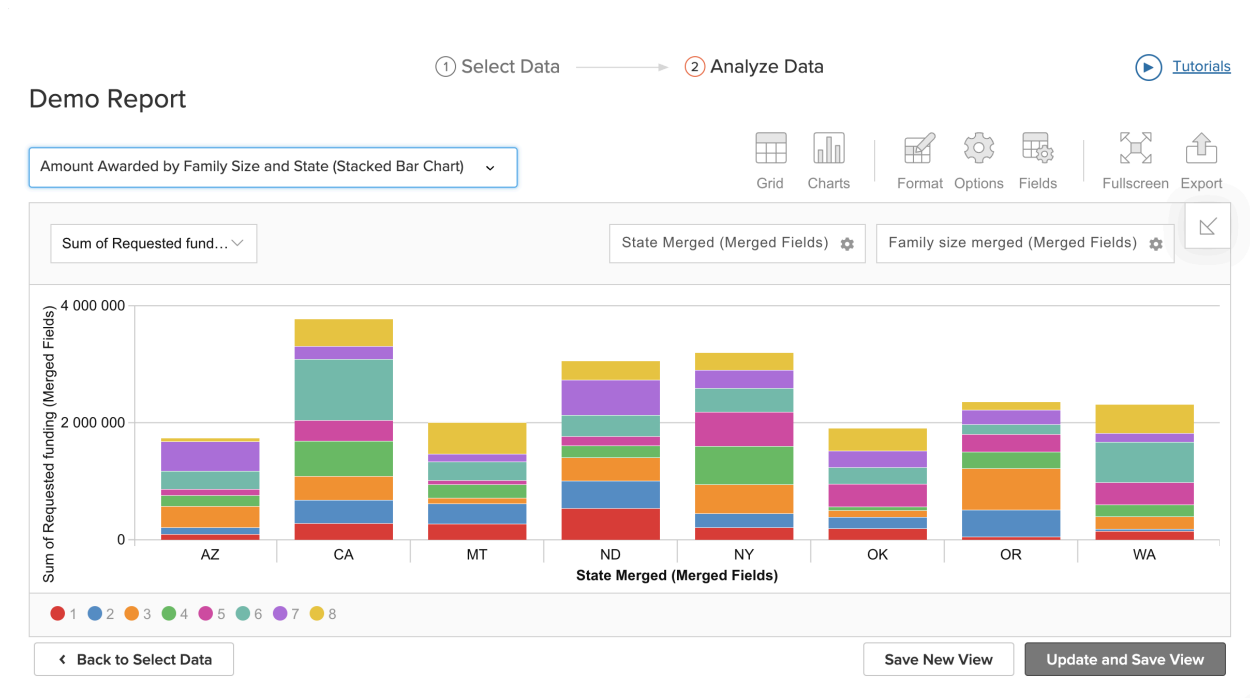 1 Select Data
2 Analyze Data
Tutorials
Demo Report
Amount Awarded by Family Size and State (Stacked Bar Chart)
Grid
Charts
Format
Options
Fields
Fullscreen
Export
Sum of Requested fund...
State Merged (Merged Fields)
Family size merged (Merged Fields)
Sum of Requested funding (Merged Fields)
4 000 000
2 000 000
0
AZ CA MT ND NY OK OR WA
State Merged (Merged Fields)
1 2 3 4 5 6 7 8
Back to Select Data
Save New View
Update and Save View